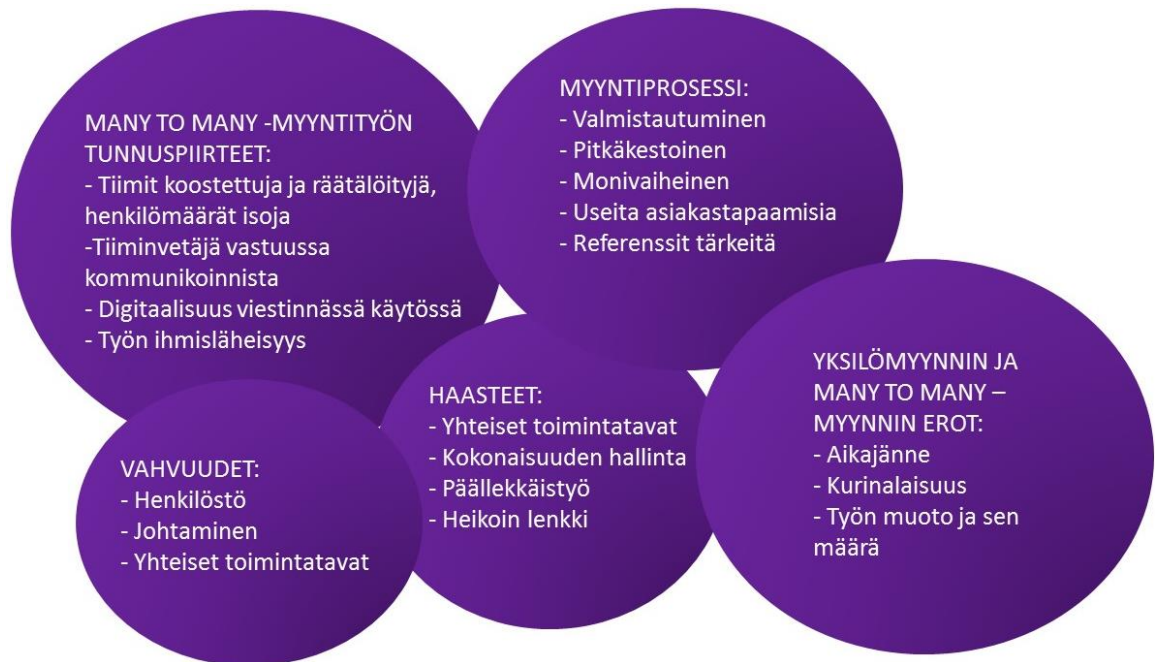 MANY TO MANY -MYYNTITYÖN
TUNNUSPIIRTEET:
- Tiimit koostettuja ja räätälöityjä,
henkilömäärät isoja
-Tiiminvetäjä vastuussa
kommunikoinnista
- Digitaalisuus viestinnässä käytössä
- Työn ihmisläheisyys
MYYNTIPROSESSI:
- Valmistautuminen
- Pitkäkestoinen
- Monivaiheinen
- Useita asiakastapaamisia
- Referenssit tärkeitä
VAHVUUDET:
- Henkilöstö
- Johtaminen
- Yhteiset toimintatavat
HAASTEET:
- Yhteiset toimintatavat
- Kokonaisuuden hallinta
- Päällekkäistyö
- Heikoin lenkki
YKSILÖMYYNNIN JA
MANY TO MANY –
MYYNNIN EROT:
- Aikajänne
- Kurinalaisuus
- Työn muoto ja sen
määrä